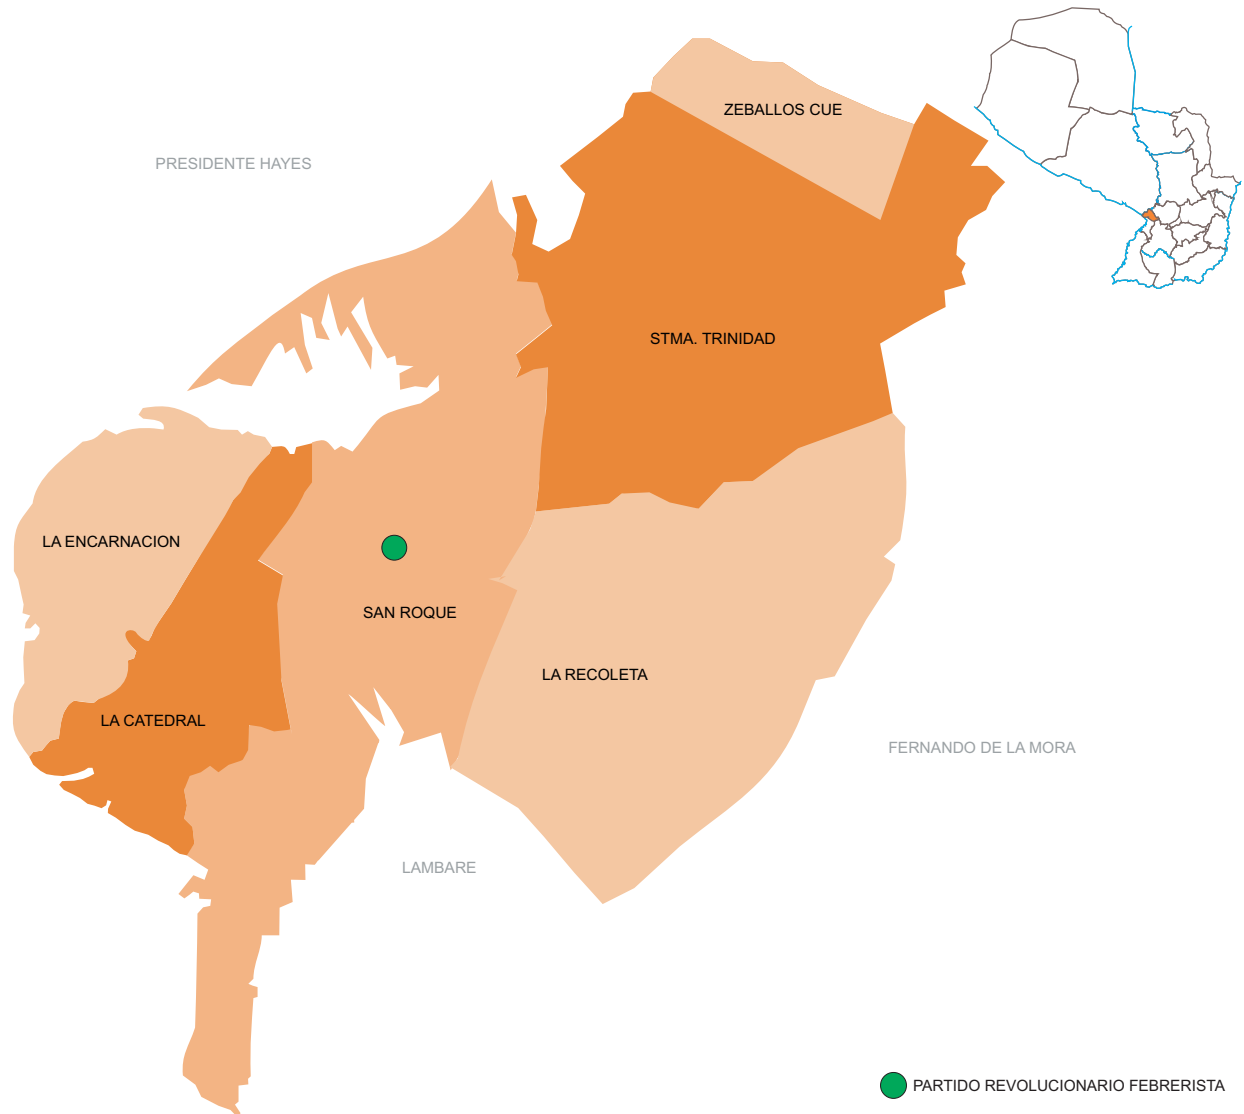 ZEBALLOS CUE
PRESIDENTE HAYES
STMA. TRINIDAD
LA ENCARNACION
SAN ROQUE
LA RECOLETA
LA CATEDRAL
FERNANDO DE LA MORA
LAMBARE
PARTIDO REVOLUCIONARIO FEBRERISTA